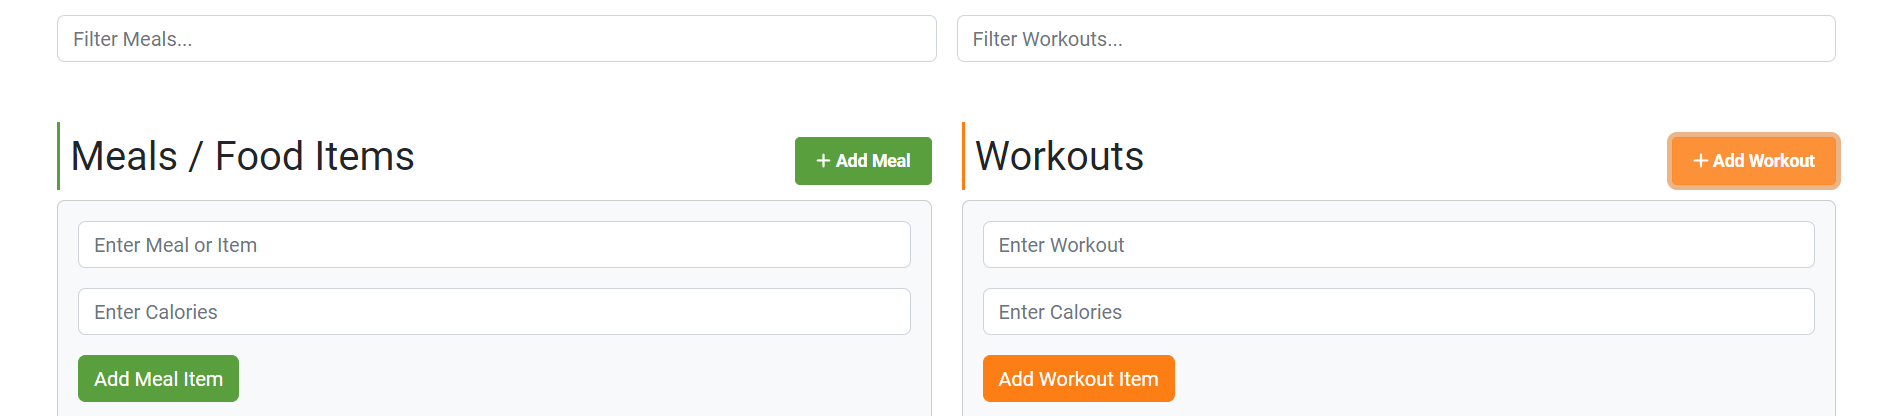 Filter Meals...
Filter Workouts...
Meals / Food Items
+ Add Meal
Enter Meal or Item
Enter Calories
Add Meal Item
Workouts
+ Add Workout
Enter Workout
Enter Calories
Add Workout Item